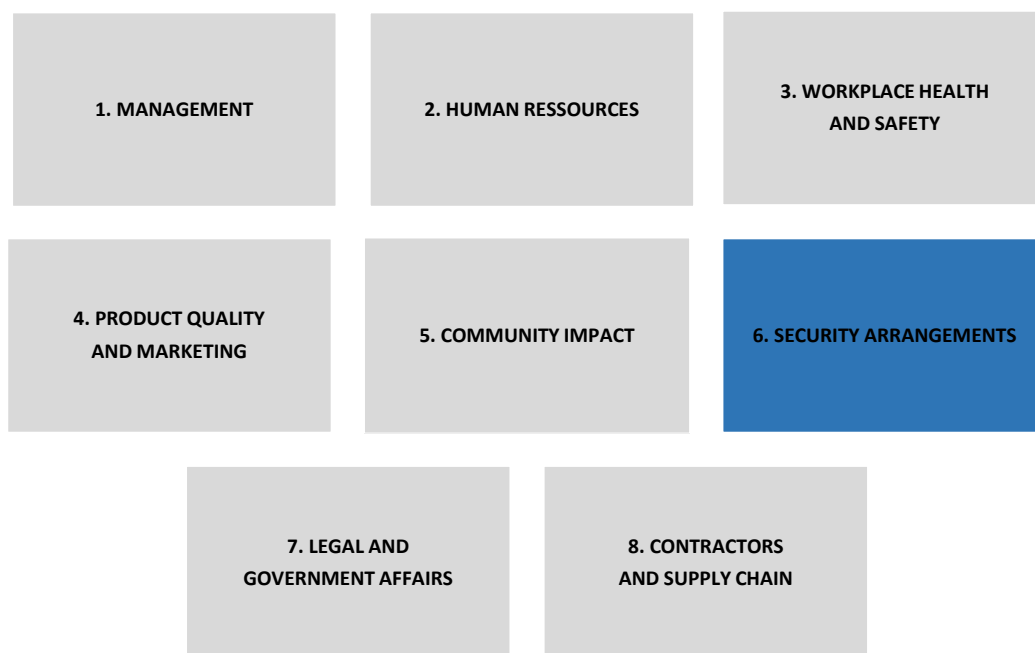 1. MANAGEMENT
2. HUMAN RESSOURCES
3. WORKPLACE HEALTH
AND SAFETY
4. PRODUCT QUALITY
AND MARKETING
5. COMMUNITY IMPACT
6. SECURITY ARRANGEMENTS
7. LEGAL AND
GOVERNMENT AFFAIRS
8. CONTRACTORS
AND SUPPLY CHAIN